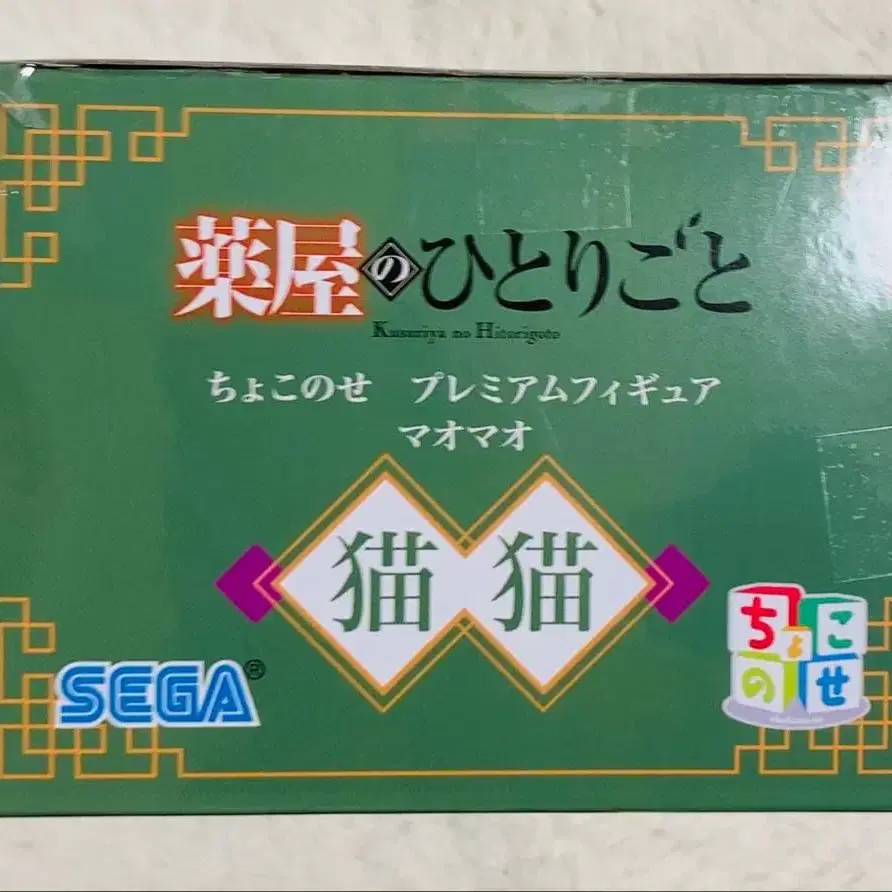 薬屋のひとりごと
Kusuriya no Hitorigoto
ちょこのせ プレミアムフィギュア
マオマオ
猫猫
SEGA®
ちょこのせ